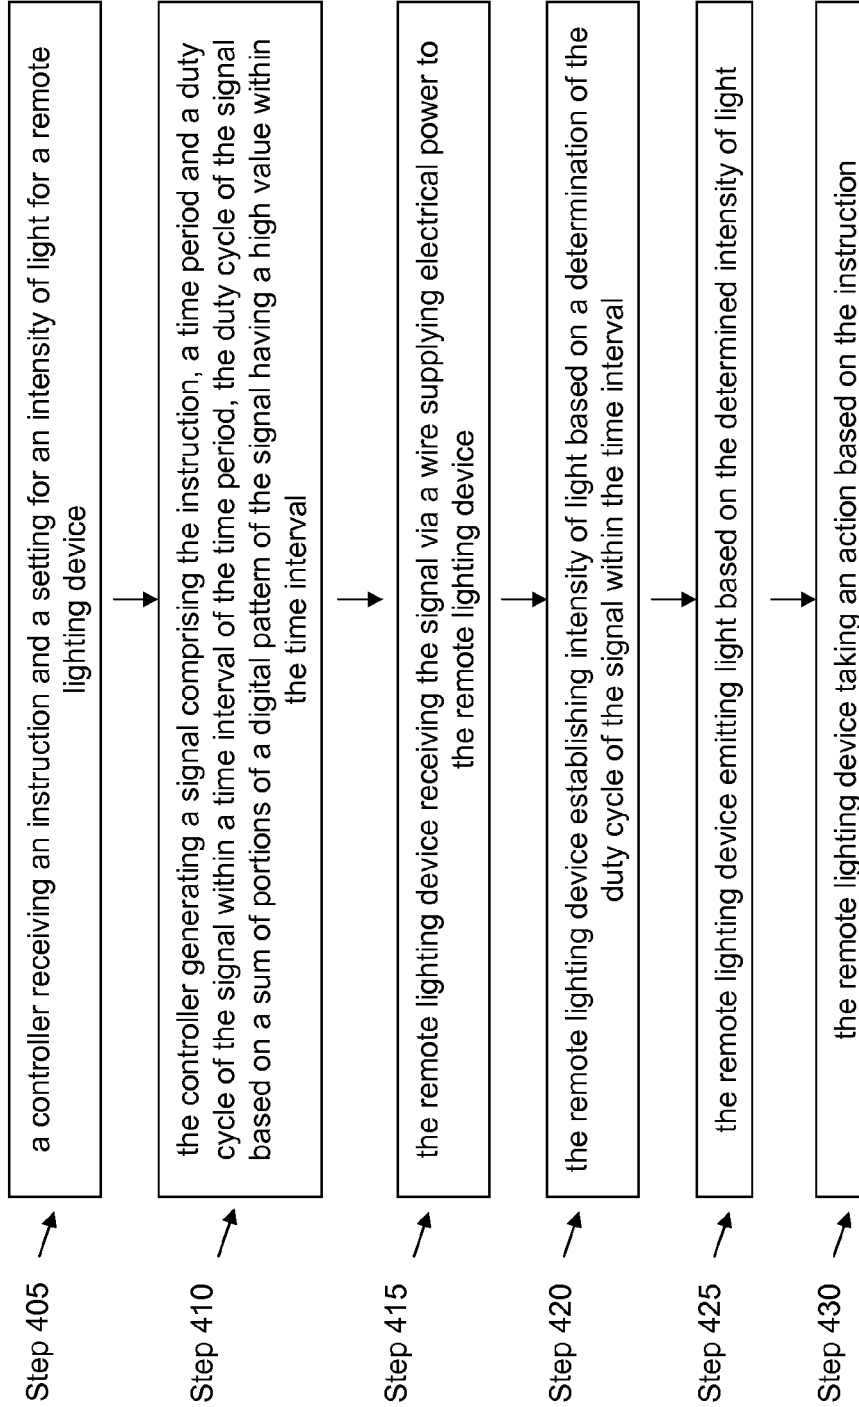 Step 405
a controller receiving an instruction and a setting for an intensity of light for a remote
lighting device
Step 410
the controller generating a signal comprising the instruction, a time period and a duty
cycle of the signal within a time interval of the time period, the duty cycle of the signal
based on a sum of portions of a digital pattern of the signal having a high value within
the time interval
Step 415
the remote lighting device receiving the signal via a wire supplying electrical power to
the remote lighting device
Step 420
the remote lighting device establishing intensity of light based on a determination of the
duty cycle of the signal within the time interval
Step 425
the remote lighting device emitting light based on the determined intensity of light
Step 430
the remote lighting device taking an action based on the instruction